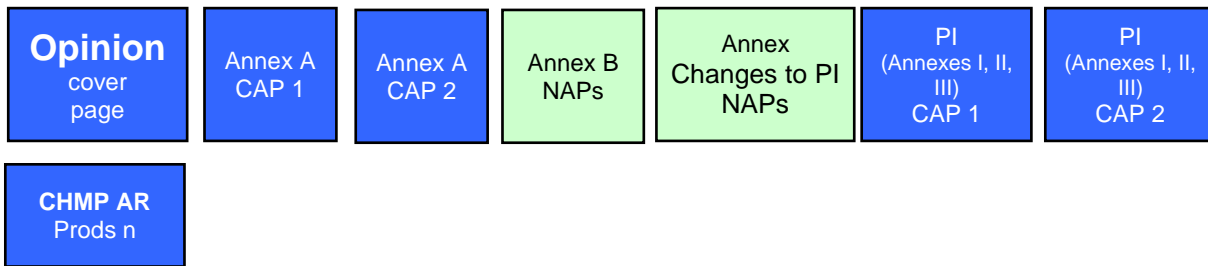 Opinion
cover
page
Annex A
CAP 1
Annex A
CAP 2
Annex B
NAPs
Annex
Changes to PI
NAPs
PI
(Annexes I, II,
III)
CAP 1
PI
(Annexes I, II,
III)
CAP 2
CHMP AR
Prods n